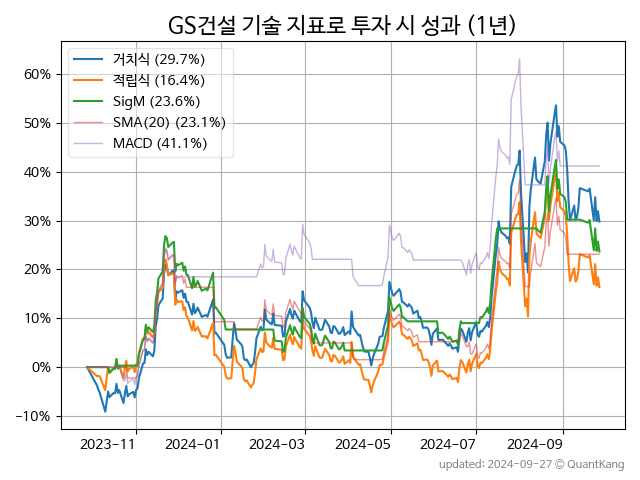 GS건설 기술 지표로 투자 시 성과 (1년)
거치식 (29.7%)
적립식 (16.4%)
SigM (23.6%)
SMA(20) (23.1%)
MACD (41.1%)
60%
50%
40%
30%
20%
10%
0%
−10%
2023-11 2024-01 2024-03 2024-05 2024-07 2024-09
updated: 2024-09-27 © QuantKang